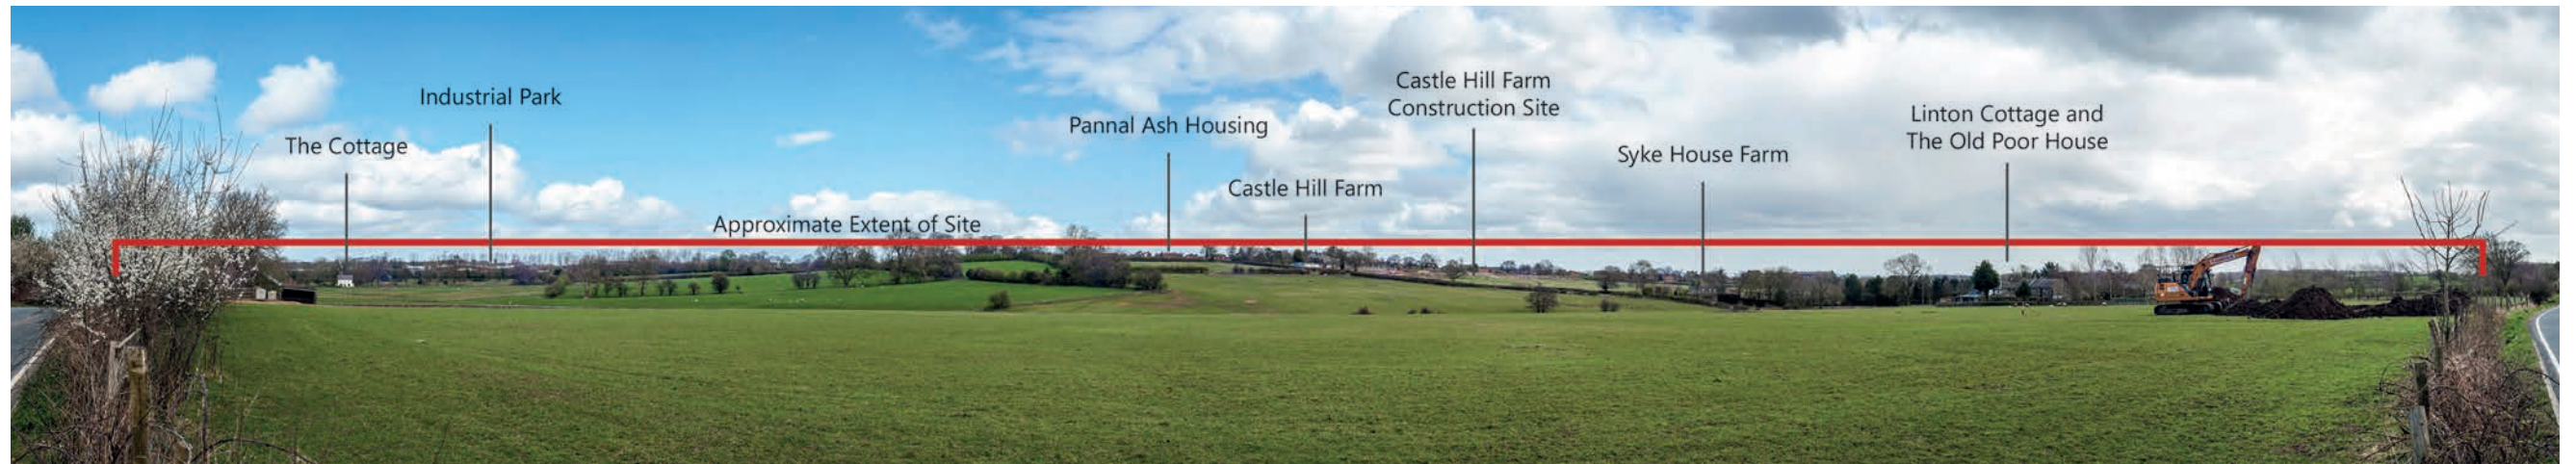 Industrial Park
The Cottage
Approximate Extent of Site
Pannal Ash Housing
Castle Hill Farm
Castle Hill Farm
Construction Site
Syke House Farm
Linton Cottage and
The Old Poor House